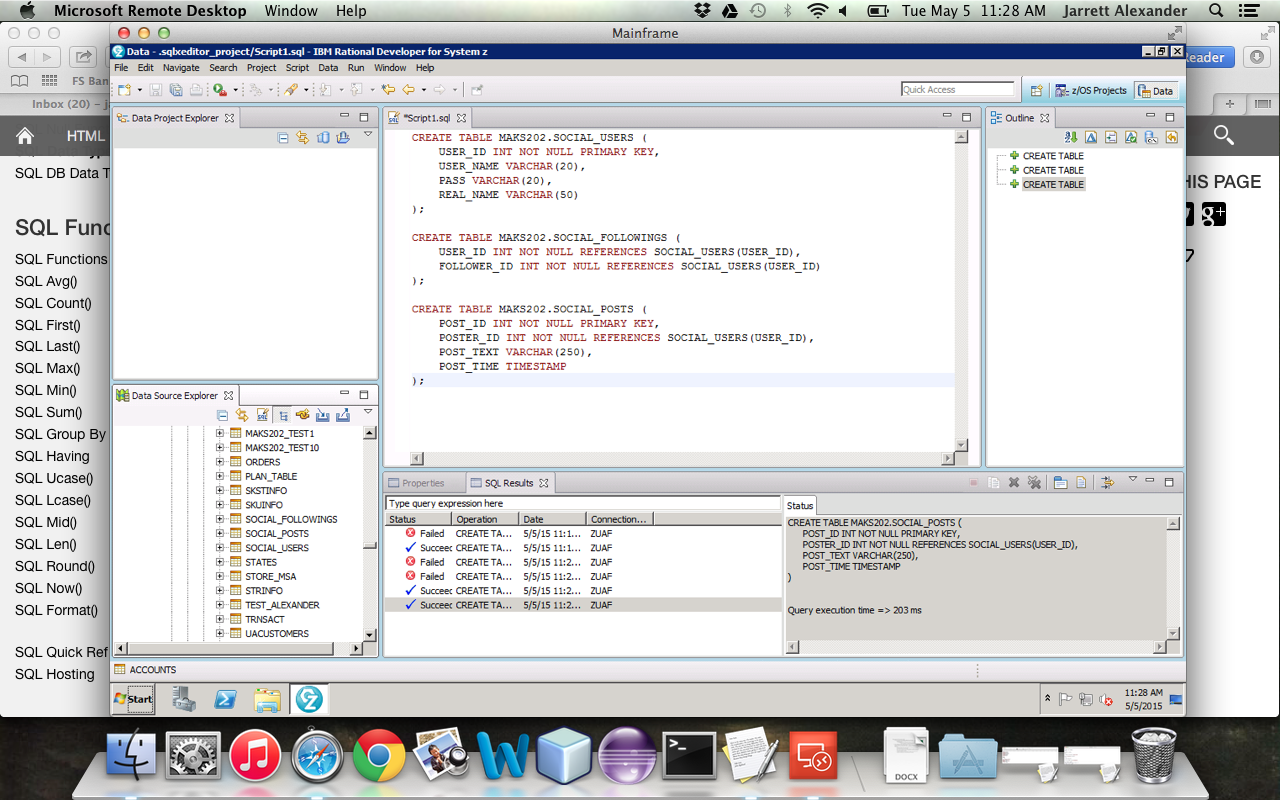 Microsoft Remote Desktop Window Help
Tue May 5 11:28 AM Jarrett Alexander
Mainframe
Reader
FS Ban
Inbox (20) – j
HTML
SQL DB Data T
SQL Func
SQL Functions
SQL Avg()
SQL Count()
SQL First()
SQL Last()
SQL Max()
SQL Min()
SQL Sum()
SQL Group By
SQL Having
SQL Ucase()
SQL Lcase()
SQL Mid()
SQL Len()
SQL Round()
SQL Now()
SQL Format()
SQL Quick Ref
SQL Hosting
HIS PAGE
g+
Data - .sqlxeditor_project/Script1.sql - IBM Rational Developer for System z
File Edit Navigate Search Project Script Data Run Window Help
Quick Access
z/OS Projects
Data
Data Project Explorer
*Script1.sql
CREATE TABLE MAKS202.SOCIAL_USERS (
USER_ID INT NOT NULL PRIMARY KEY,
USER_NAME VARCHAR(20),
PASS VARCHAR(20),
REAL_NAME VARCHAR(50)
);
CREATE TABLE MAKS202.SOCIAL_FOLLOWINGS (
USER_ID INT NOT NULL REFERENCES SOCIAL_USERS(USER_ID),
FOLLOWER_ID INT NOT NULL REFERENCES SOCIAL_USERS(USER_ID)
);
CREATE TABLE MAKS202.SOCIAL_POSTS (
POST_ID INT NOT NULL PRIMARY KEY,
POSTER_ID INT NOT NULL REFERENCES SOCIAL_USERS(USER_ID),
POST_TEXT VARCHAR(250),
POST_TIME TIMESTAMP
);
Outline
CREATE TABLE
CREATE TABLE
CREATE TABLE
Data Source Explorer
MAKS202_TEST1
MAKS202_TEST10
ORDERS
PLAN_TABLE
SKSTINFO
SKUINFO
SOCIAL_FOLLOWINGS
SOCIAL_POSTS
SOCIAL_USERS
STATES
STORE_MSA
STRINFO
TEST_ALEXANDER
TRNSACT
UACUSTOMERS
Properties
SQL Results
Type query expression here
Status Operation Date Connection...
Failed CREATE TA... 5/5/15 11:1... ZUAF
Succeec CREATE TA... 5/5/15 11:1... ZUAF
Failed CREATE TA... 5/5/15 11:2... ZUAF
Failed CREATE TA... 5/5/15 11:2... ZUAF
Succeec CREATE TA... 5/5/15 11:2... ZUAF
Succeec CREATE TA... 5/5/15 11:2... ZUAF
Status
CREATE TABLE MAKS202.SOCIAL_POSTS (
POST_ID INT NOT NULL PRIMARY KEY,
POSTER_ID INT NOT NULL REFERENCES SOCIAL_USERS(USER_ID),
POST_TEXT VARCHAR(250),
POST_TIME TIMESTAMP
)
Query execution time => 203 ms
ACCOUNTS
Start
11:28 AM
5/5/2015
DOCX